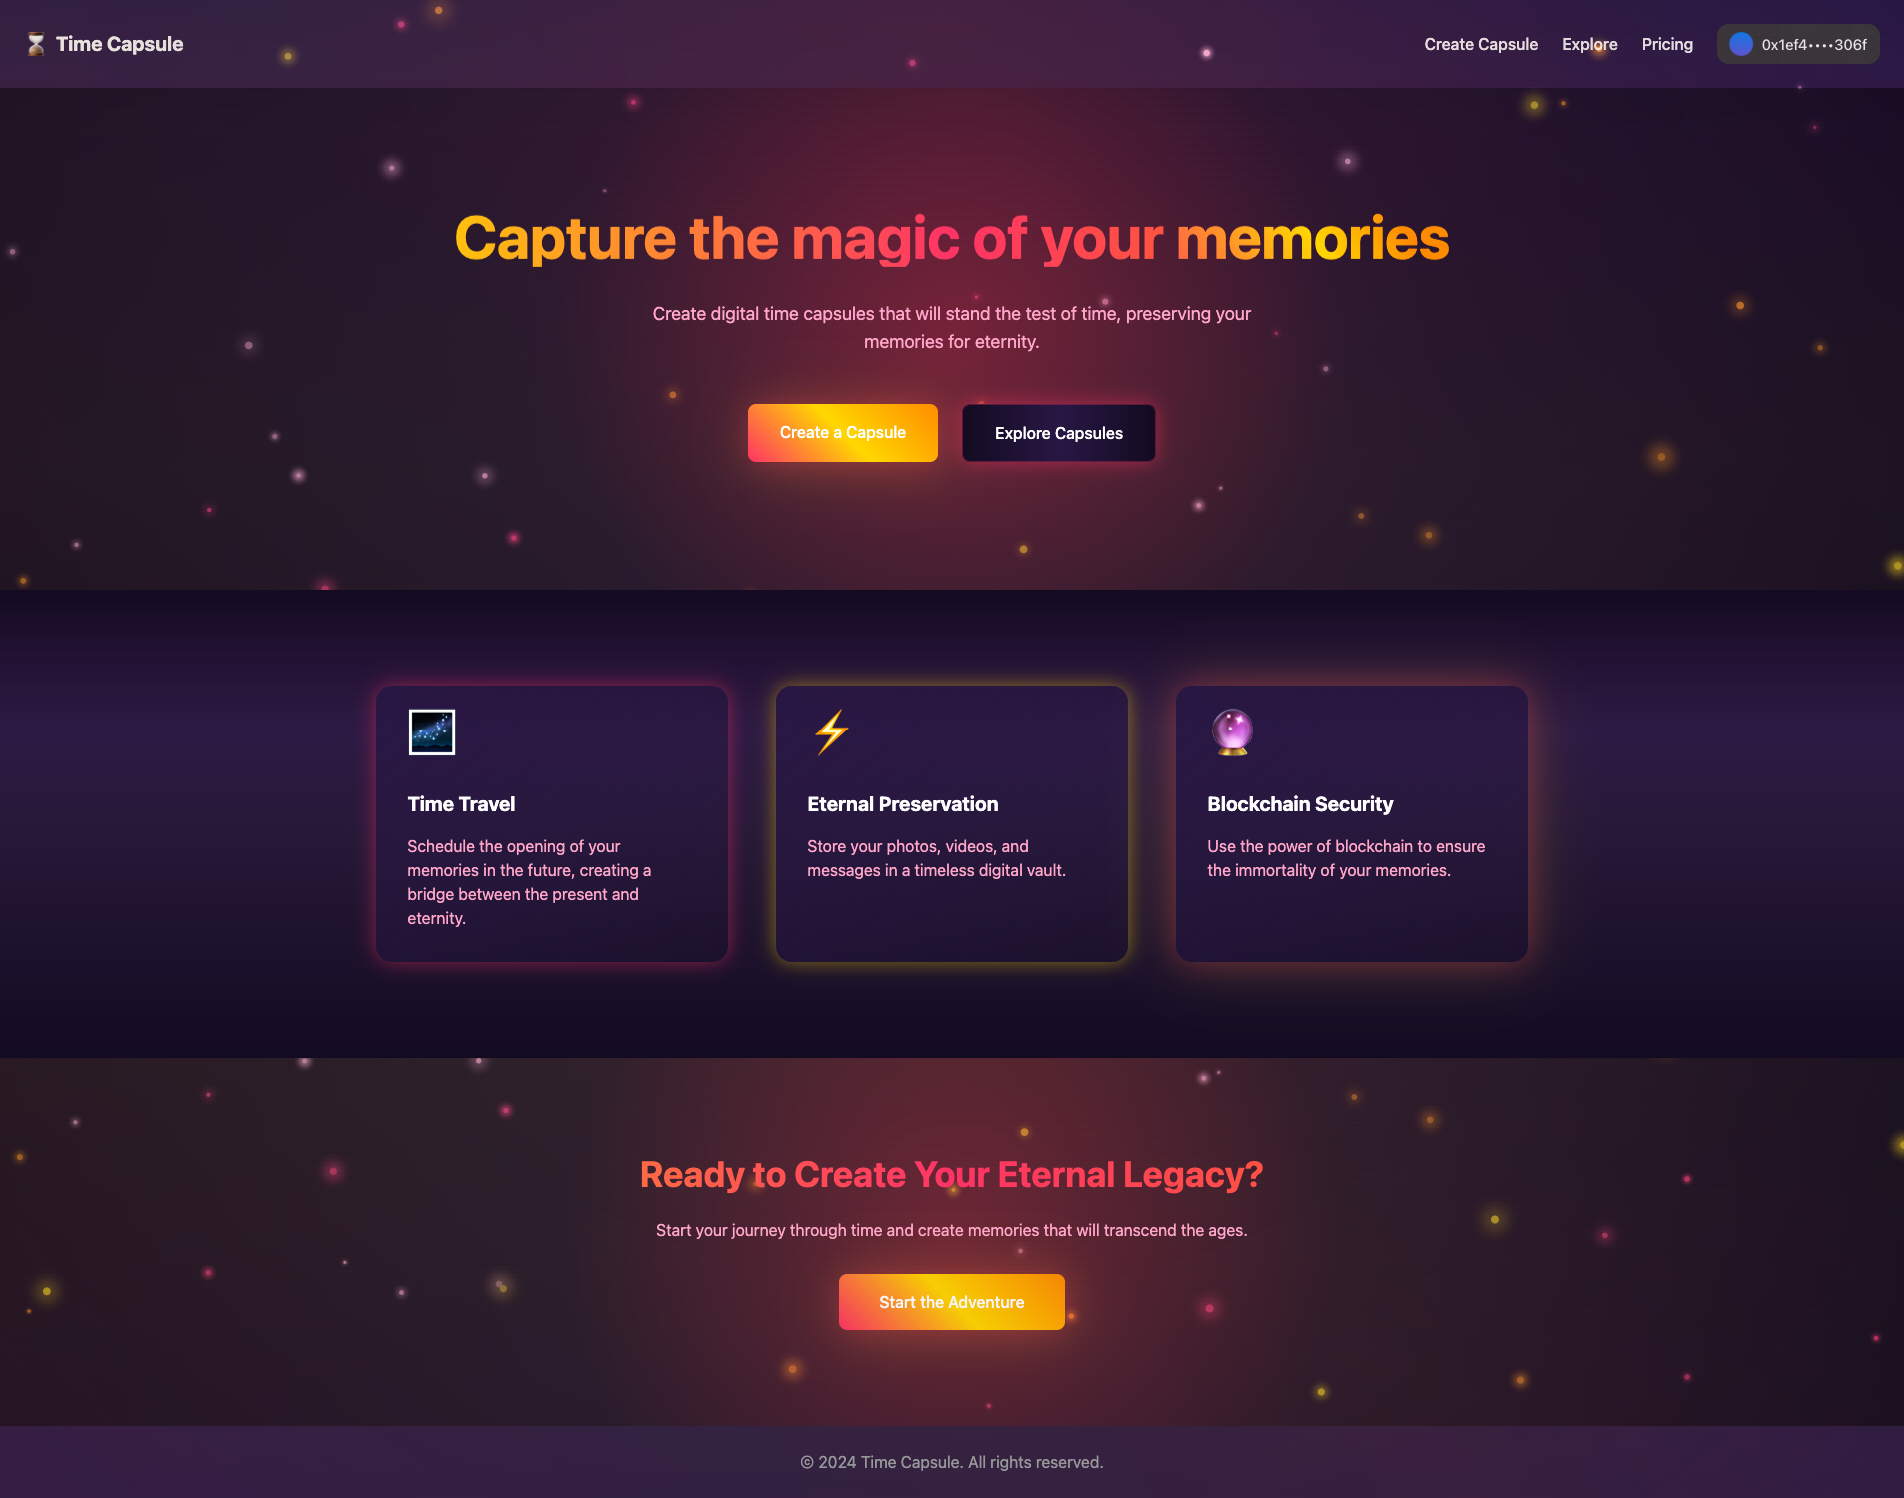 Time Capsule
Create Capsule
Explore
Pricing
0x1ef4••••306f
Capture the magic of your memories
Create digital time capsules that will stand the test of time, preserving your
memories for eternity.
Create a Capsule
Explore Capsules
Time Travel
Schedule the opening of your
memories in the future, creating a
bridge between the present and
eternity.
Eternal Preservation
Store your photos, videos, and
messages in a timeless digital vault.
Blockchain Security
Use the power of blockchain to ensure
the immortality of your memories.
Ready to Create Your Eternal Legacy?
Start your journey through time and create memories that will transcend the ages.
Start the Adventure
© 2024 Time Capsule. All rights reserved.